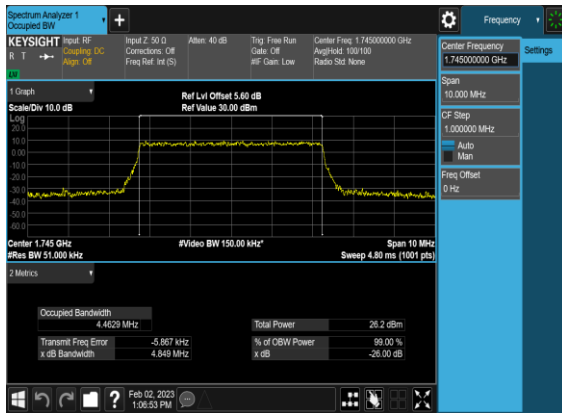 Spectrum Analyzer 1
Occupied BW
+
Frequency
KEYSIGHT
R T
LXI
Input: RF
Coupling: DC
Align: Off
Input Z: 50 Ω
Corrections: Off
Freq Ref: Int (S)
Atten: 40 dB
Trig: Free Run
Gate: Off
#IF Gain: Low
Center Freq: 1.745000000 GHz
Avg|Hold: 100/100
Radio Std: None
Center Frequency
1.745000000 GHz
Settings
Span
10.000 MHz
CF Step
1.000000 MHz
Auto
Man
Freq Offset
0 Hz
1 Graph
Scale/Div 10.0 dB
Ref Lvl Offset 5.60 dB
Ref Value 30.00 dBm
Log
20.0
10.0
0.00
-10.0
-20.0
-30.0
-40.0
-50.0
-60.0
Center 1.745 GHz
#Res BW 51.000 kHz
#Video BW 150.00 kHz*
Span 10 MHz
Sweep 4.80 ms (1001 pts)
2 Metrics
Occupied Bandwidth
4.4629 MHz
Total Power 26.2 dBm
Transmit Freq Error -5.867 kHz
% of OBW Power 99.00 %
x dB Bandwidth 4.849 MHz
x dB -26.00 dB
?
Feb 02, 2023
1:06:53 PM